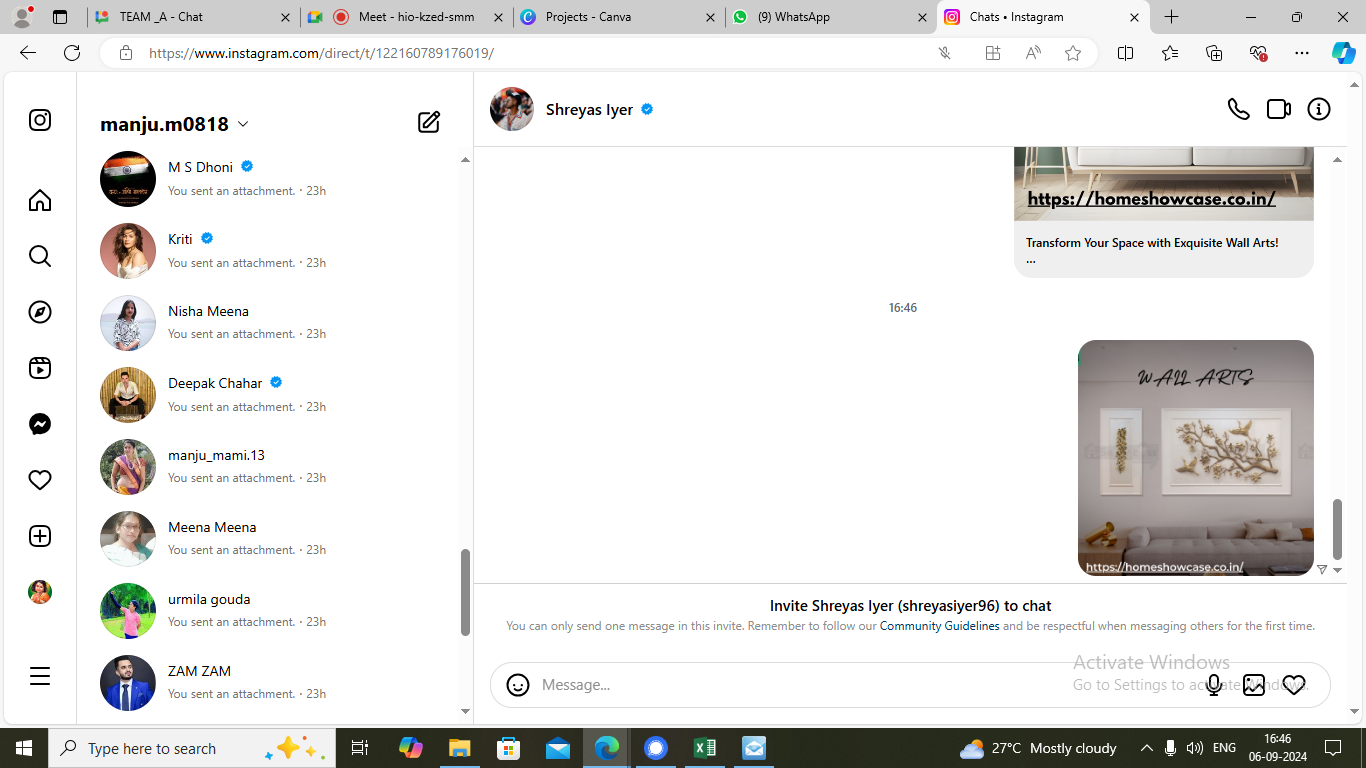 TEAM _A - Chat
Meet - hio-kzed-smm
Projects - Canva
(9) WhatsApp
Chats • Instagram
https://www.instagram.com/direct/t/122160789176019/
manju.m0818
M S Dhoni
You sent an attachment. · 23h
Kriti
You sent an attachment. · 23h
Nisha Meena
You sent an attachment. · 23h
Deepak Chahar
You sent an attachment. · 23h
manju_mami.13
You sent an attachment. · 23h
Meena Meena
You sent an attachment. · 23h
urmila gouda
You sent an attachment. · 23h
ZAM ZAM
You sent an attachment. · 23h
Shreyas Iyer
https://homeshowcase.co.in/
Transform Your Space with Exquisite Wall Arts!
...
16:46
WALL ARTS
https://homeshowcase.co.in/
Invite Shreyas Iyer (shreyasiyer96) to chat
You can only send one message in this invite. Remember to follow our Community Guidelines and be respectful when messaging others for the first time.
Message...
Activate Windows
Go to Settings to activate Windows.
Type here to search
27°C Mostly cloudy
ENG
16:46
06-09-2024